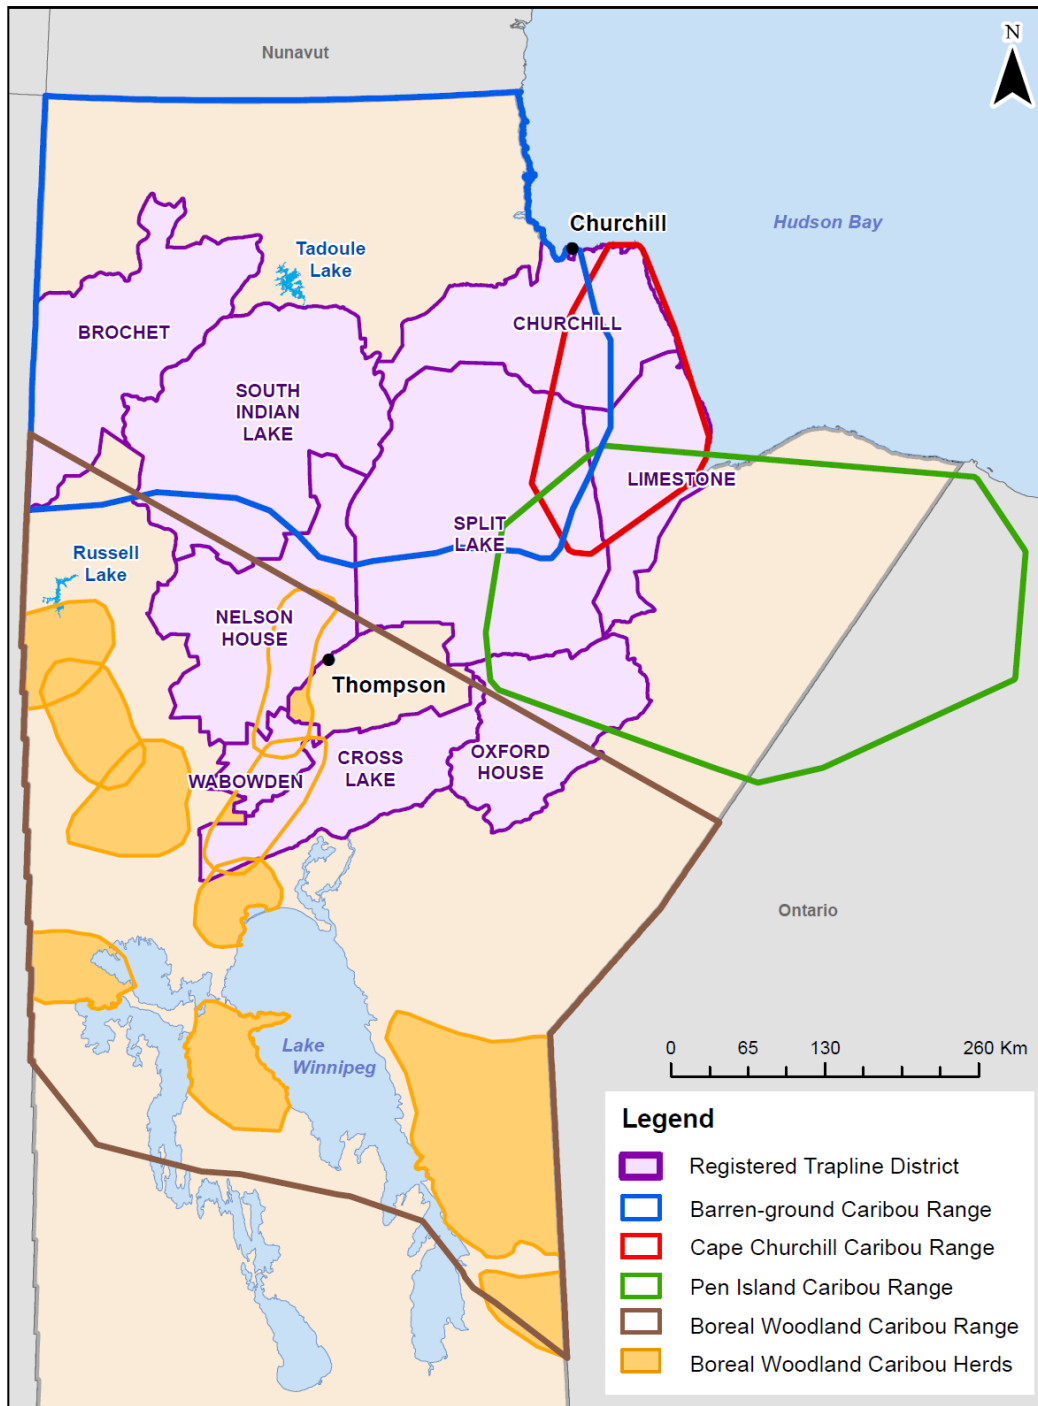 Nunavut
N
Hudson Bay
Churchill
Tadoule
Lake
BROCHET
CHURCHILL
SOUTH
INDIAN
LAKE
LIMESTONE
SPLIT
LAKE
Russell
Lake
NELSON
HOUSE
Thompson
CROSS
LAKE
OXFORD
HOUSE
WABOWDEN
Ontario
Lake
Winnipeg
0 65 130 260 Km
Legend
Registered Trapline District
Barren-ground Caribou Range
Cape Churchill Caribou Range
Pen Island Caribou Range
Boreal Woodland Caribou Range
Boreal Woodland Caribou Herds